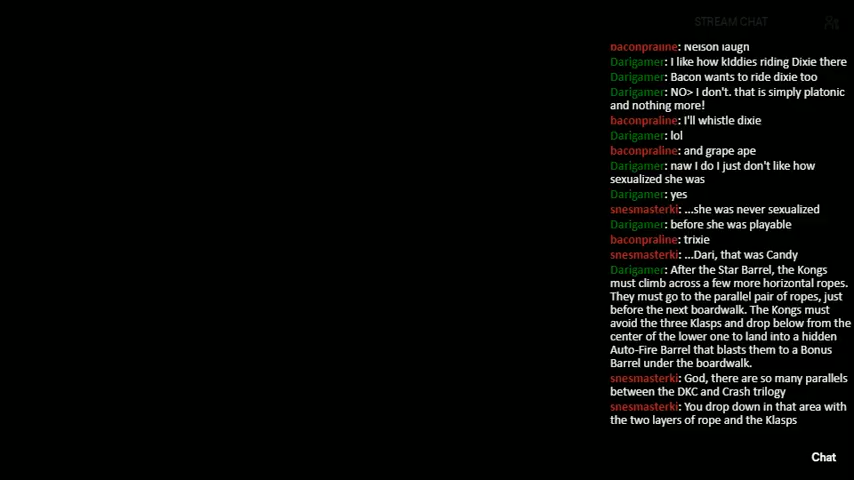 STREAM CHAT
baconpraline: Nelson laugh
Darigamer: I like how kIddies riding Dixie there
Darigamer: Bacon wants to ride dixie too
Darigamer: NO> I don't. that is simply platonic
and nothing more!
baconpraline: I'll whistle dixie
Darigamer: lol
baconpraline: and grape ape
Darigamer: naw I do I just don't like how
sexualized she was
Darigamer: yes
snesmasterki: ...she was never sexualized
Darigamer: before she was playable
baconpraline: trixie
snesmasterki: ...Dari, that was Candy
Darigamer: After the Star Barrel, the Kongs
must climb across a few more horizontal ropes.
They must go to the parallel pair of ropes, just
before the next boardwalk. The Kongs must
avoid the three Klasps and drop below from the
center of the lower one to land into a hidden
Auto-Fire Barrel that blasts them to a Bonus
Barrel under the boardwalk.
snesmasterki: God, there are so many parallels
between the DKC and Crash trilogy
snesmasterki: You drop down in that area with
the two layers of rope and the Klasps
Chat